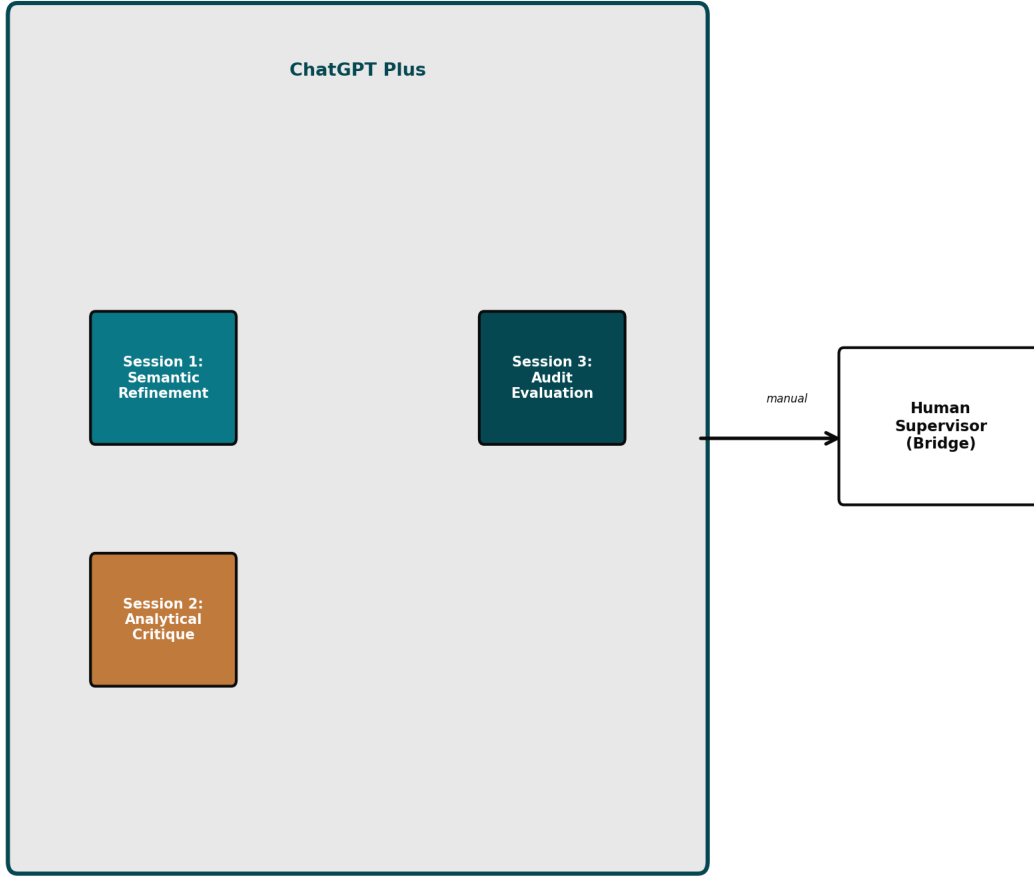 ChatGPT Plus
Session 1:
Semantic
Refinement
Session 3:
Audit
Evaluation
manual
Human
Supervisor
(Bridge)
Session 2:
Analytical
Critique